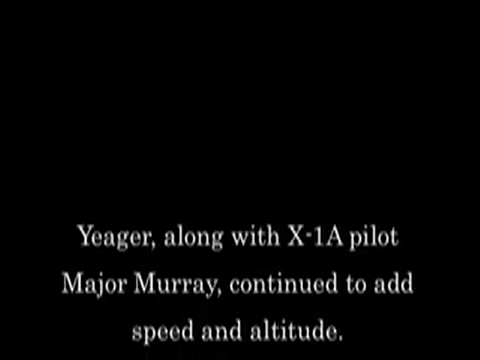 Yeager, along with X-1A pilot
Major Murray, continued to add
speed and altitude.